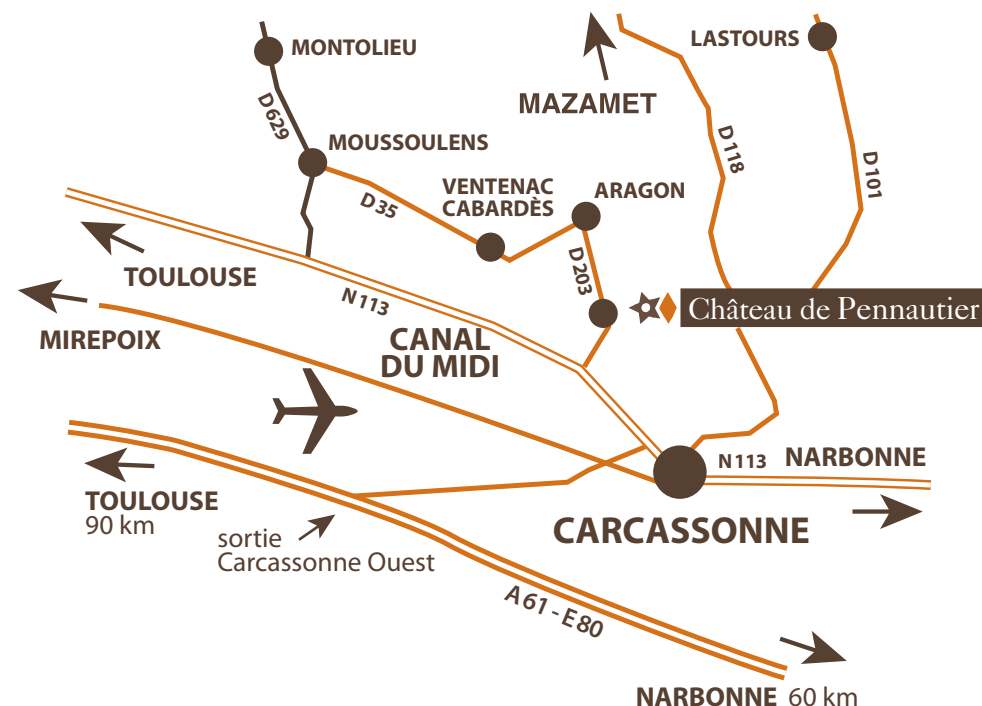 MONTOLIEU
LASTOURS
MAZAMET
D629
MOUSSOULENS
D118
D101
VENTENAC
CABARDÈS
ARAGON
D35
D203
TOULOUSE
N113
Château de Pennautier
MIREPOIX
CANAL
DU MIDI
N113
NARBONNE
TOULOUSE
90 km
CARCASSONNE
sortie
Carcassonne Ouest
A61 - E80
NARBONNE 60 km